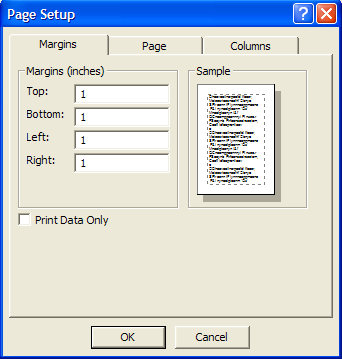 Page Setup
Margins Page Columns
Margins (inches) Sample
Top: 1
Bottom: 1
Left: 1
Right: 1
Print Data Only
OK Cancel